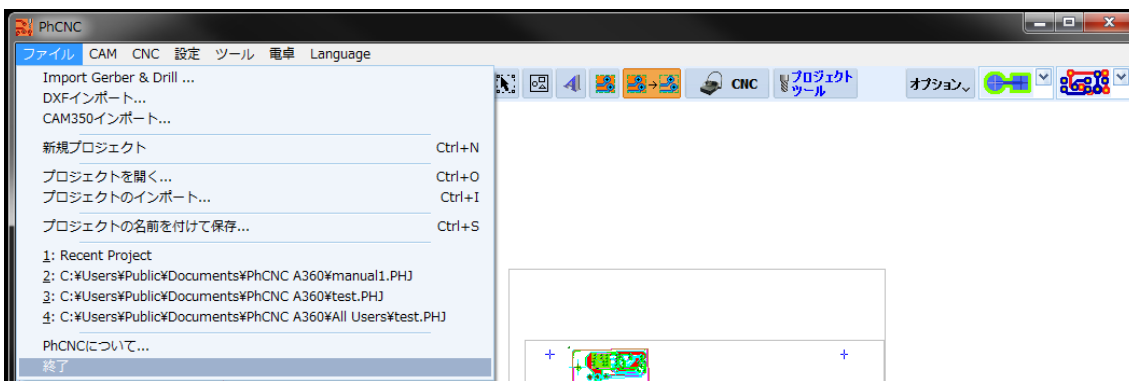 PhCNC
ファイル CAM CNC 設定 ツール 電卓 Language
Import Gerber & Drill ...
DXFインポート...
CAM350インポート...
新規プロジェクト Ctrl+N
プロジェクトを開く... Ctrl+O
プロジェクトのインポート... Ctrl+I
プロジェクトの名前を付けて保存... Ctrl+S
1: Recent Project
2: C:¥Users¥Public¥Documents¥PhCNC A360¥manual1.PHJ
3: C:¥Users¥Public¥Documents¥PhCNC A360¥test.PHJ
4: C:¥Users¥Public¥Documents¥PhCNC A360¥All Users¥test.PHJ
PhCNCについて...
終了
CNC
プロジェクト
ツール
オプション